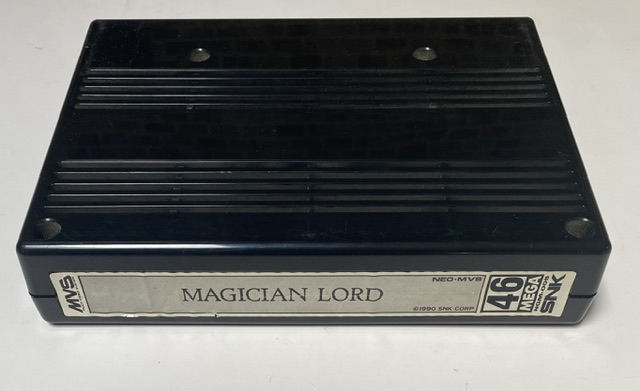 MVS
MAGICIAN LORD
NEO•MVS
©1990 SNK CORP.
46
MEGA
SNK